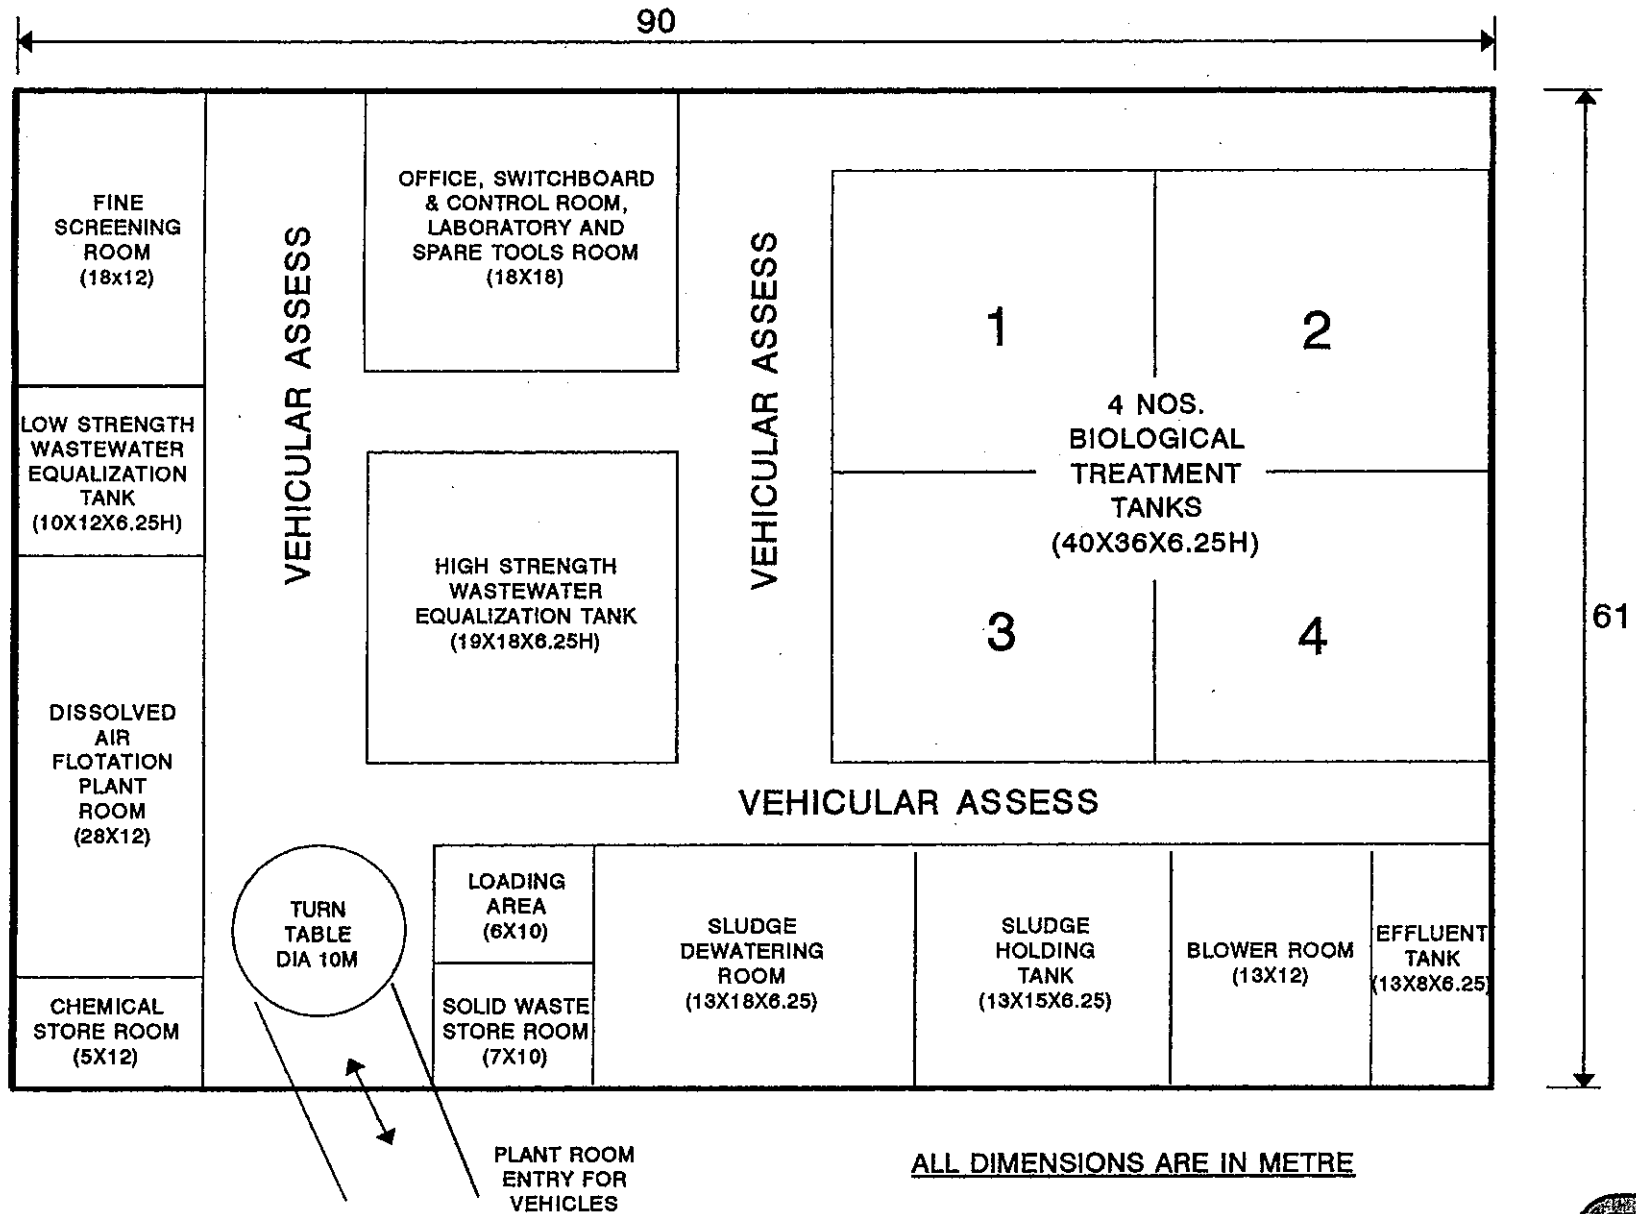 90
FINE
SCREENING
ROOM
(18x12)
LOW STRENGTH
WASTEWATER
EQUALIZATION
TANK
(10X12X6.25H)
DISSOLVED
AIR
FLOTATION
PLANT
ROOM
(28X12)
CHEMICAL
STORE ROOM
(5X12)
VEHICULAR ASSESS
OFFICE, SWITCHBOARD
& CONTROL ROOM,
LABORATORY AND
SPARE TOOLS ROOM
(18X18)
HIGH STRENGTH
WASTEWATER
EQUALIZATION TANK
(19X18X6.25H)
VEHICULAR ASSESS
1
2
4 NOS.
BIOLOGICAL
TREATMENT
TANKS
(40X36X6.25H)
3
4
61
VEHICULAR ASSESS
TURN
TABLE
DIA 10M
LOADING
AREA
(6X10)
SOLID WASTE
STORE ROOM
(7X10)
SLUDGE
DEWATERING
ROOM
(13X18X6.25)
SLUDGE
HOLDING
TANK
(13X15X6.25)
BLOWER ROOM
(13X12)
EFFLUENT
TANK
(13X8X6.25)
PLANT ROOM
ENTRY FOR
VEHICLES
ALL DIMENSIONS ARE IN METRE